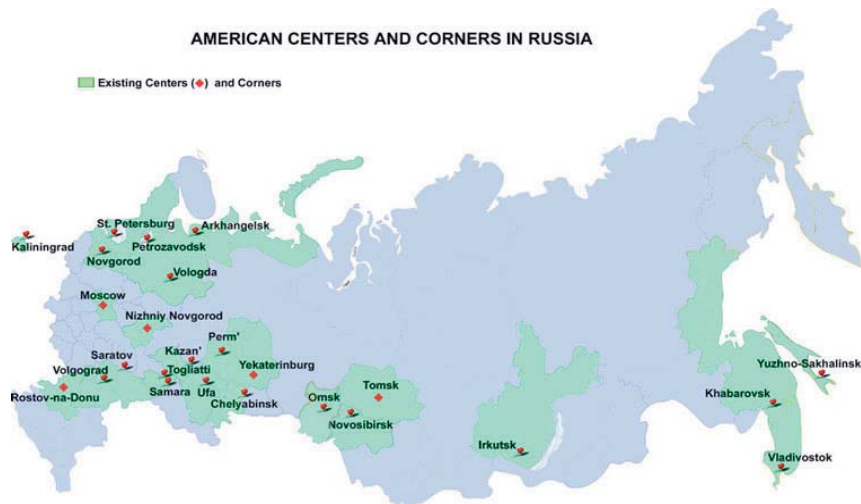 AMERICAN CENTERS AND CORNERS IN RUSSIA
Existing Centers (◆) and Corners
St. Petersburg
Arkhangelsk
Kaliningrad
Petrozavodsk
Novgorod
Vologda
Moscow
Nizhniy Novgorod
Perm'
Saratov
Kazan'
Volgograd
Togliatti
Yekaterinburg
Yuzhno-Sakhalinsk
Rostov-na-Donu
Samara
Ufa
Chelyabinsk
Omsk
Tomsk
Khabarovsk
Novosibirsk
Irkutsk
Vladivostok